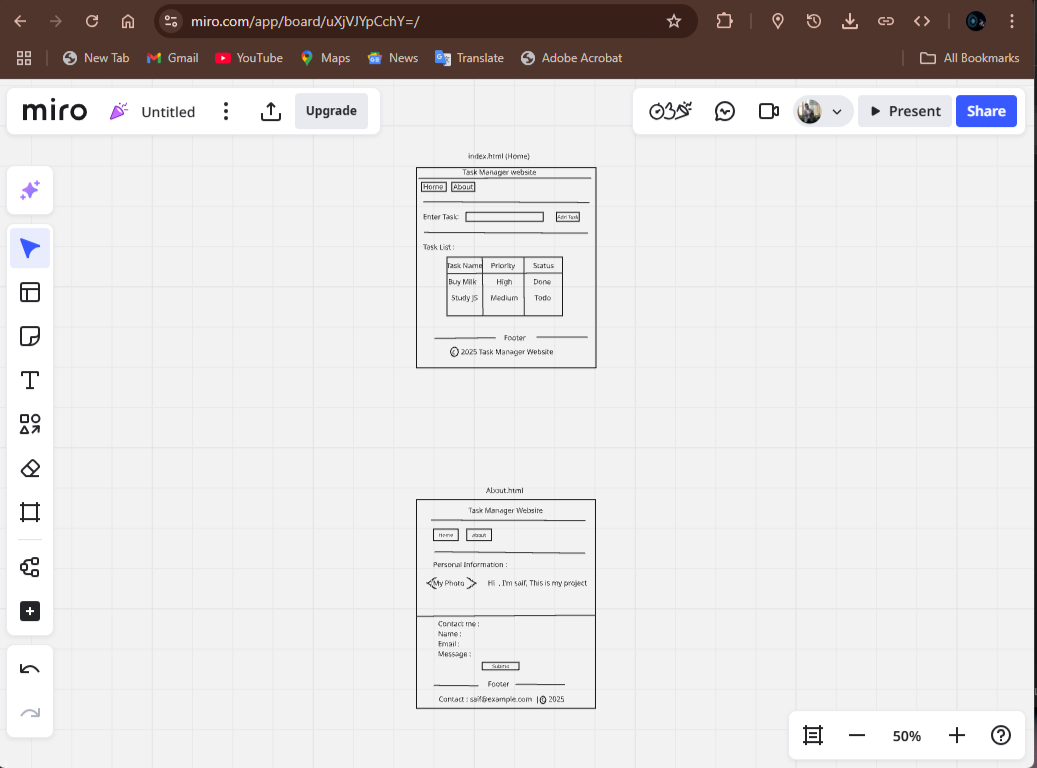 miro.com/app/board/uXjVJYpCchY=/
New Tab Gmail YouTube Maps News Translate Adobe Acrobat All Bookmarks
miro Untitled Upgrade Present Share
index.html (Home)
Task Manager website
Home About
Enter Task: Add Task
Task List :
Task Name Priority Status
Buy Milk High Done
Study JS Medium Todo
Footer
© 2025 Task Manager Website
About.html
Task Manager Website
Home About
Personal Information :
My Photo Hi , I'm saif, This is my project
Contact me :
Name :
Email :
Message :
Submit
Footer
Contact : saif@example.com | © 2025
50%